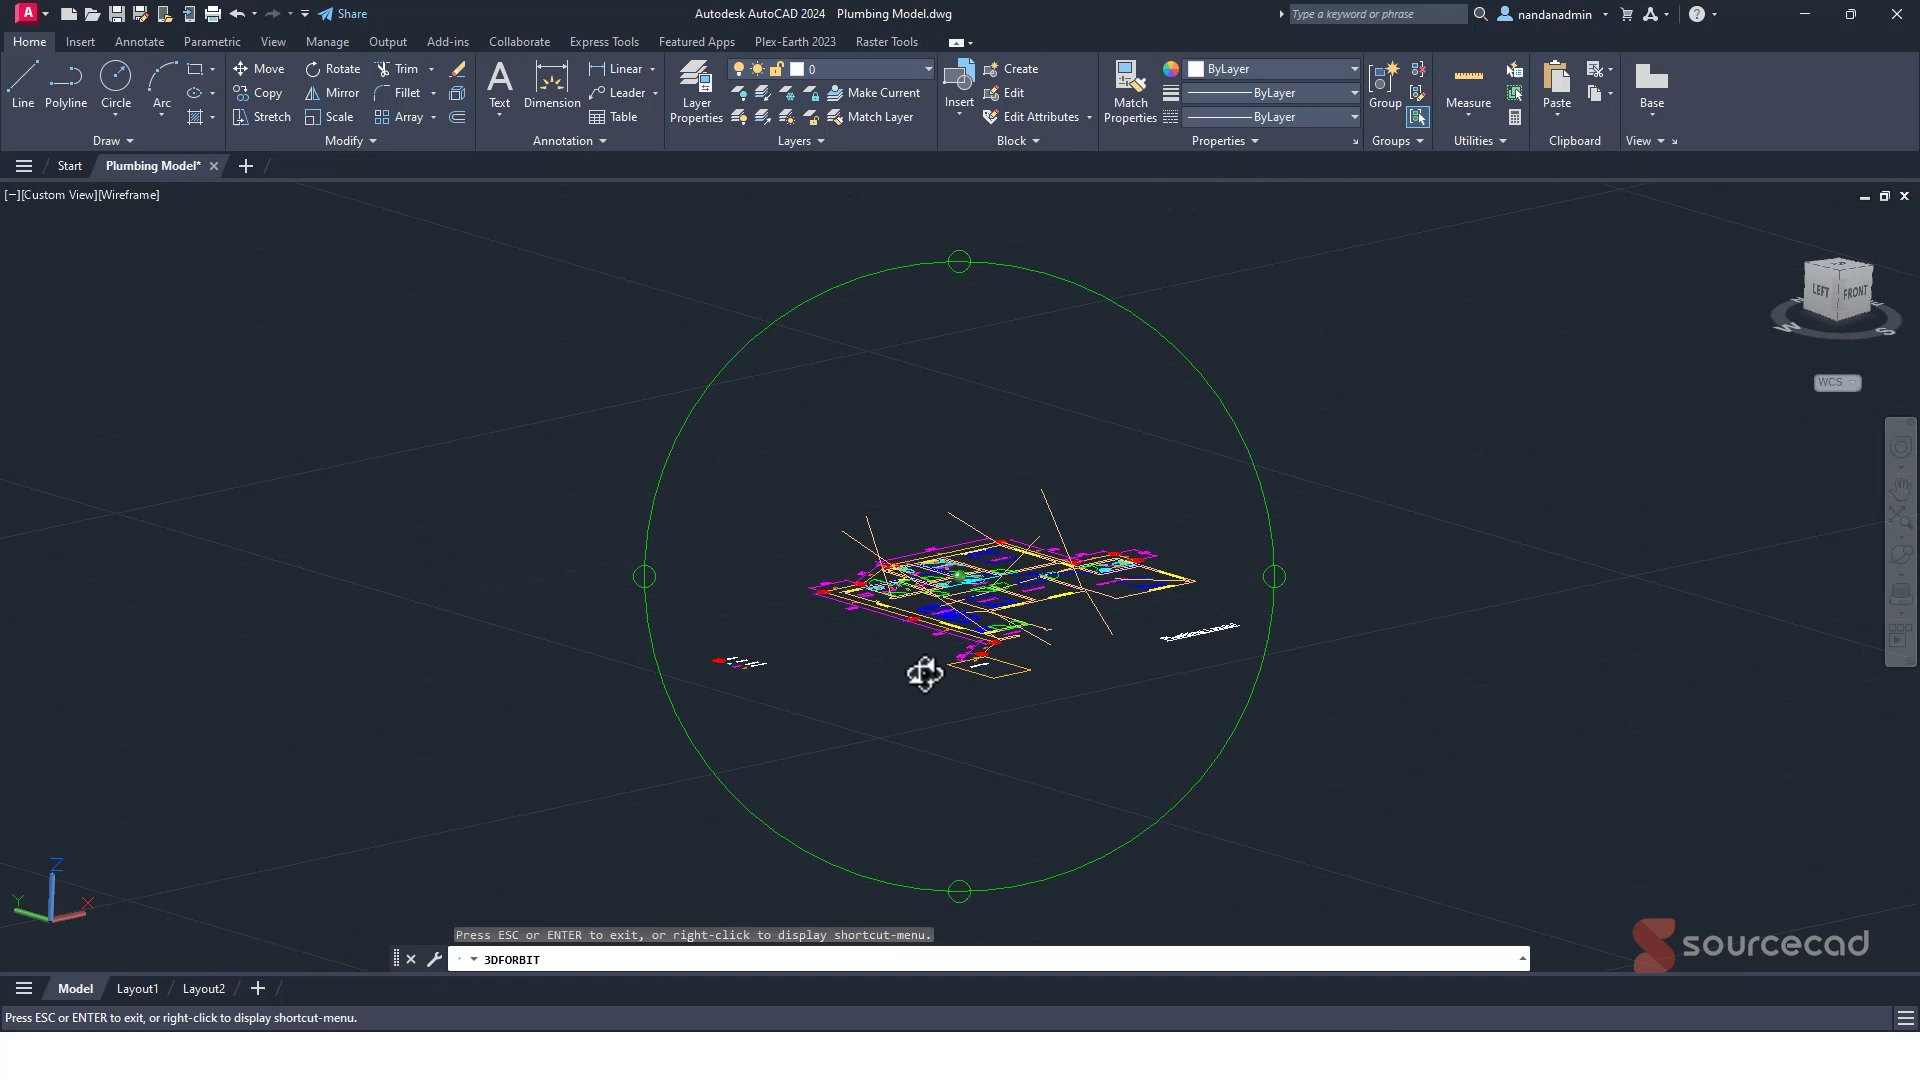 A Share Autodesk AutoCAD 2024 Plumbing Model.dwg Type a keyword or phrase nandanadmin
Home Insert Annotate Parametric View Manage Output Add-ins Collaborate Express Tools Featured Apps Plex-Earth 2023 Raster Tools
Line Polyline Circle Arc
Move Rotate Trim
Copy Mirror Fillet
Stretch Scale Array
Text Dimension
Linear
Leader
Table
Layer Properties
0
Make Current
Match Layer
Insert
Create
Edit
Edit Attributes
Match Properties
ByLayer
ByLayer
ByLayer
Group
Measure
Paste
Base
Draw Modify Annotation Layers Block Properties Groups Utilities Clipboard View
Start Plumbing Model*
[−][Custom View][Wireframe]
LEFT FRONT
W S
WCS
Z
Y X
Press ESC or ENTER to exit, or right-click to display shortcut-menu.
3DFORBIT
sourcecad
Model Layout1 Layout2
Press ESC or ENTER to exit, or right-click to display shortcut-menu.